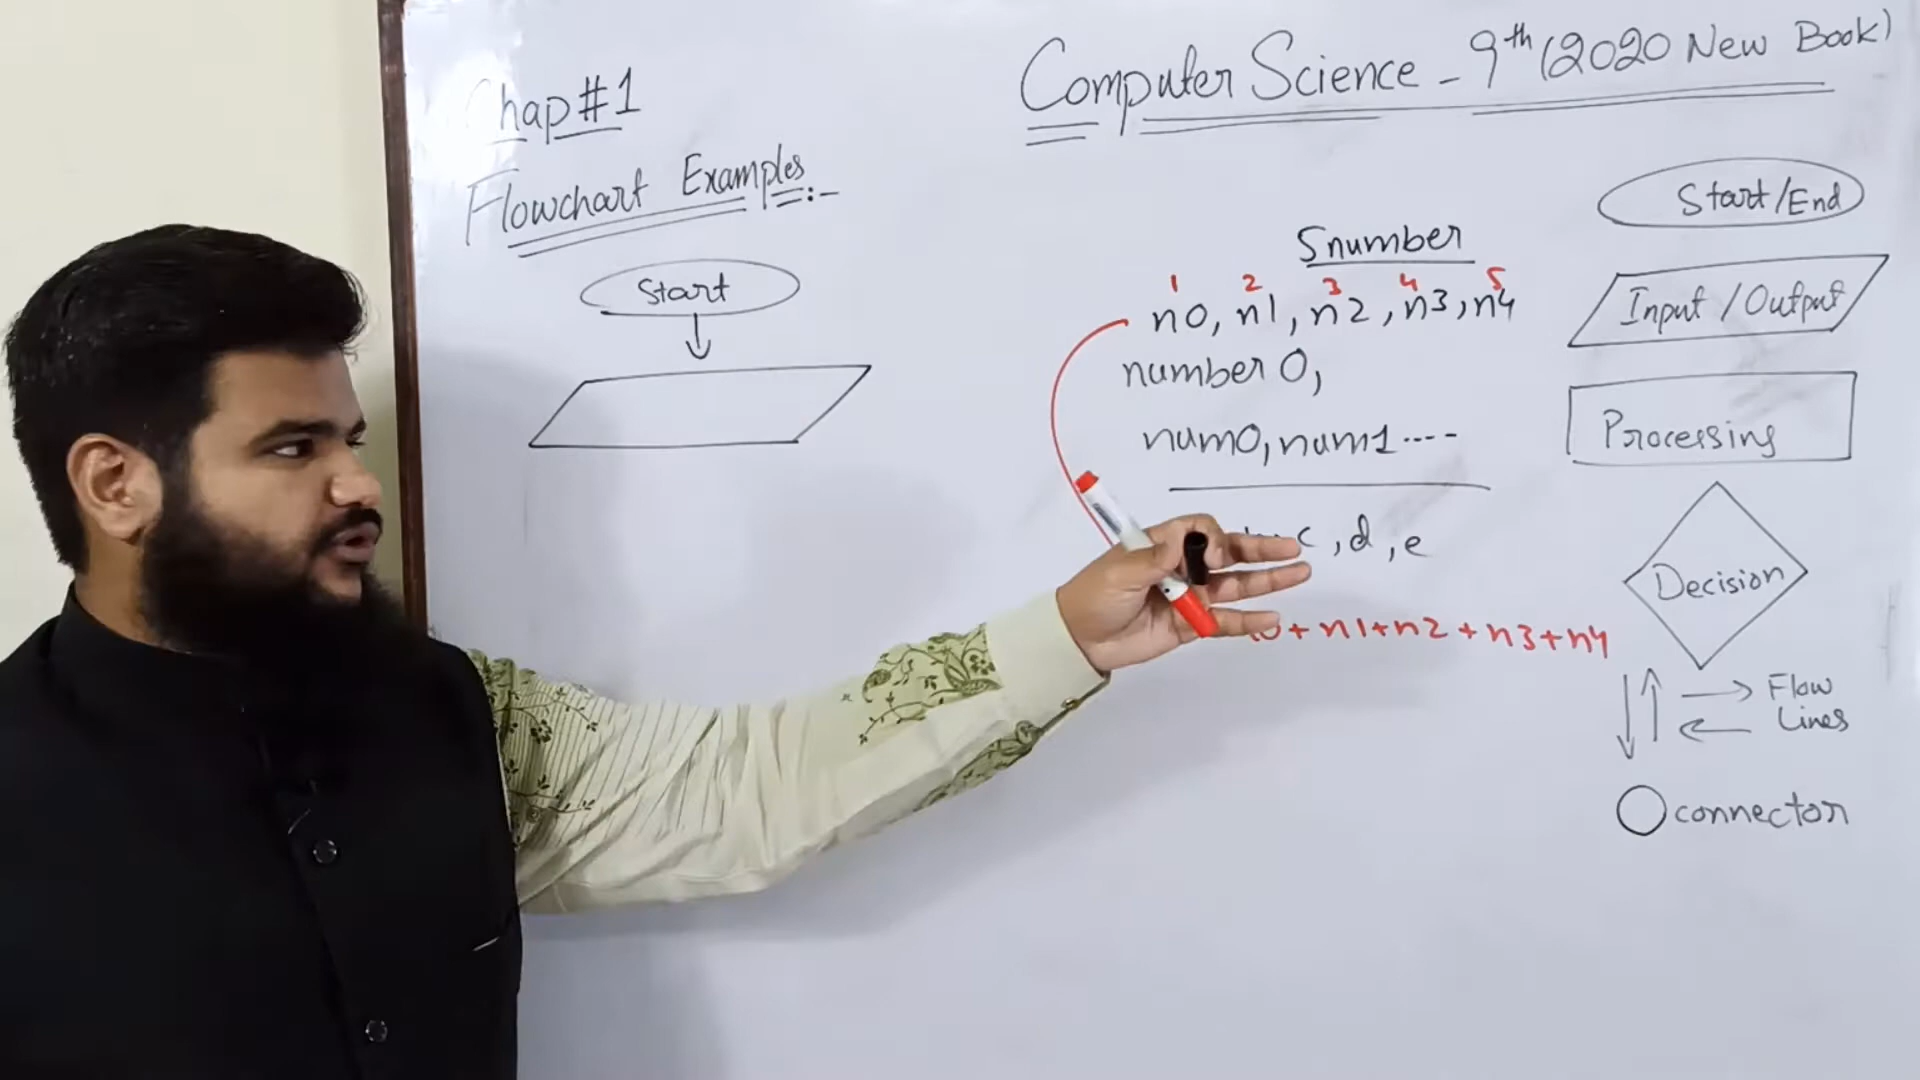 Chap#1
Computer Science - 9th (2020 New Book)
Flowchart Examples :-
Start
5number
1 2 3 4 5
n0, n1, n2, n3, n4
number 0,
num0, num1 ----
c, d, e
+ n1 + n2 + n3 + n4
Start/End
Input/Output
Processing
Decision
Flow
Lines
connector